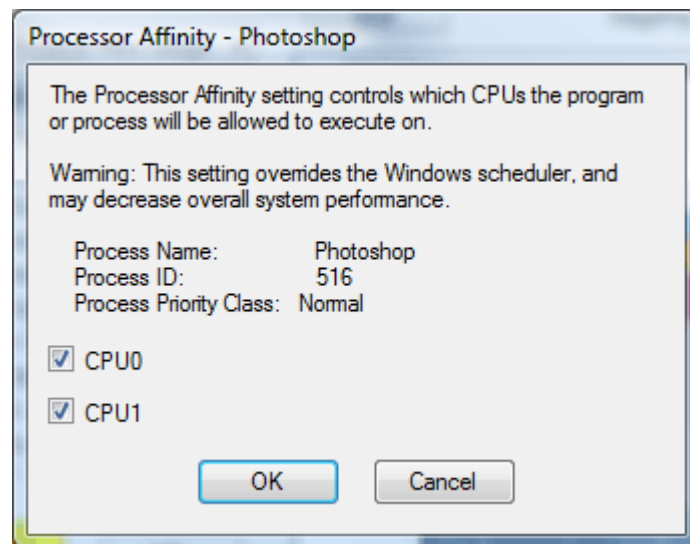 Processor Affinity - Photoshop
The Processor Affinity setting controls which CPUs the program
or process will be allowed to execute on.
Warning: This setting overrides the Windows scheduler, and
may decrease overall system performance.
Process Name: Photoshop
Process ID: 516
Process Priority Class: Normal
CPU0
CPU1
OK Cancel